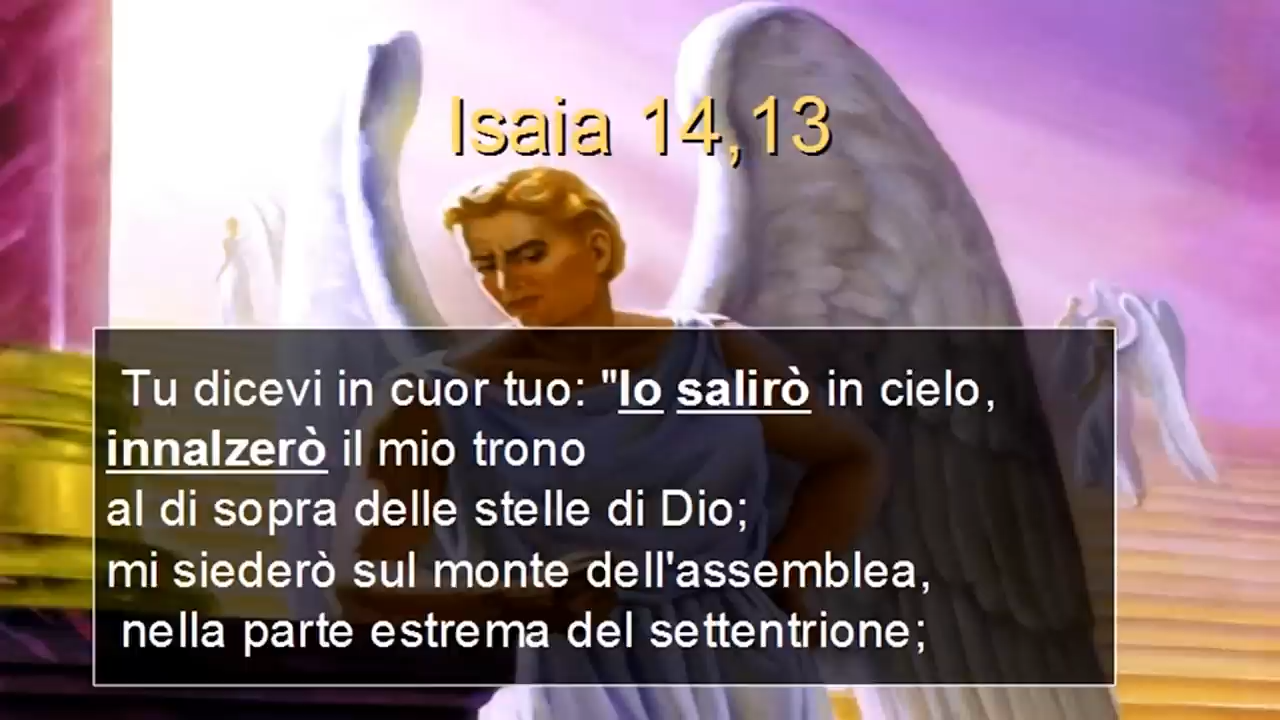 Isaia 14,13
Tu dicevi in cuor tuo: "Io salirò in cielo,
innalzerò il mio trono
al di sopra delle stelle di Dio;
mi siederò sul monte dell'assemblea,
nella parte estrema del settentrione;